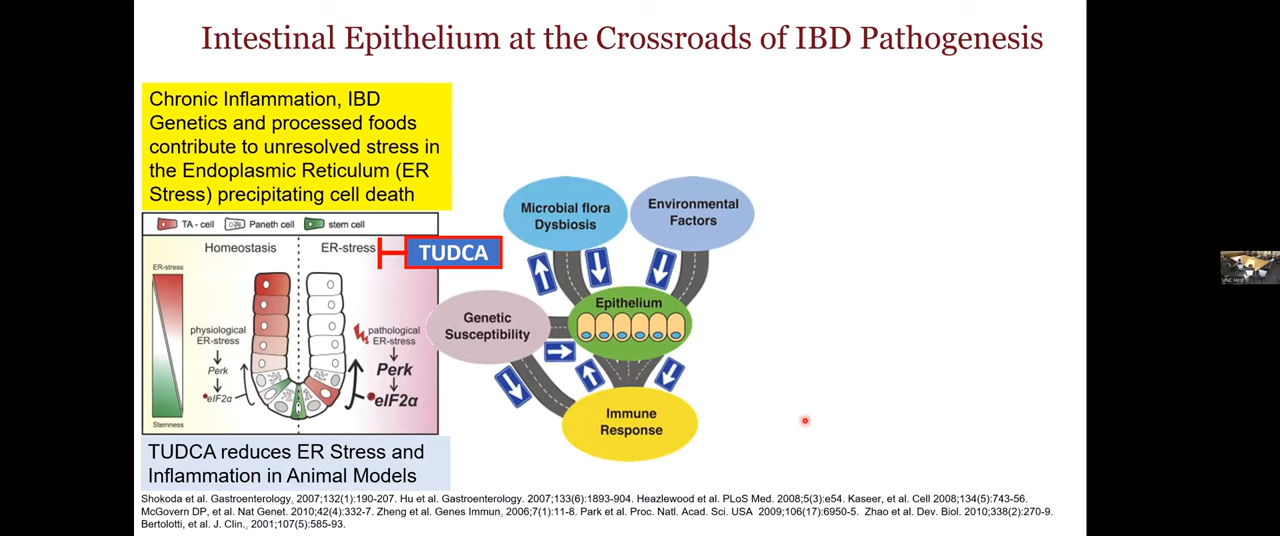 Intestinal Epithelium at the Crossroads of IBD Pathogenesis
Chronic Inflammation, IBD
Genetics and processed foods
contribute to unresolved stress in
the Endoplasmic Reticulum (ER
Stress) precipitating cell death
TA - cell
Paneth cell
stem cell
Homeostasis
ER-stress
TUDCA
ER-stress
physiological
ER-stress
Perk
eIF2α
Stemness
pathological
ER-stress
Perk
eIF2α
Microbial flora
Dysbiosis
Environmental
Factors
Genetic
Susceptibility
Epithelium
Immune
Response
TUDCA reduces ER Stress and
Inflammation in Animal Models
Shokoda et al. Gastroenterology. 2007;132(1):190-207. Hu et al. Gastroenterology. 2007;133(6):1893-904. Heazlewood et al. PLoS Med. 2008;5(3):e54. Kaseer, et al. Cell 2008;134(5):743-56.
McGovern DP, et al. Nat Genet. 2010;42(4):332-7. Zheng et al. Genes Immun. 2006;7(1):11-8. Park et al. Proc. Natl. Acad. Sci. USA 2009;106(17):6950-5. Zhao et al. Dev. Biol. 2010;338(2):270-9.
Bertolotti, et al. J. Clin., 2001;107(5):585-93.